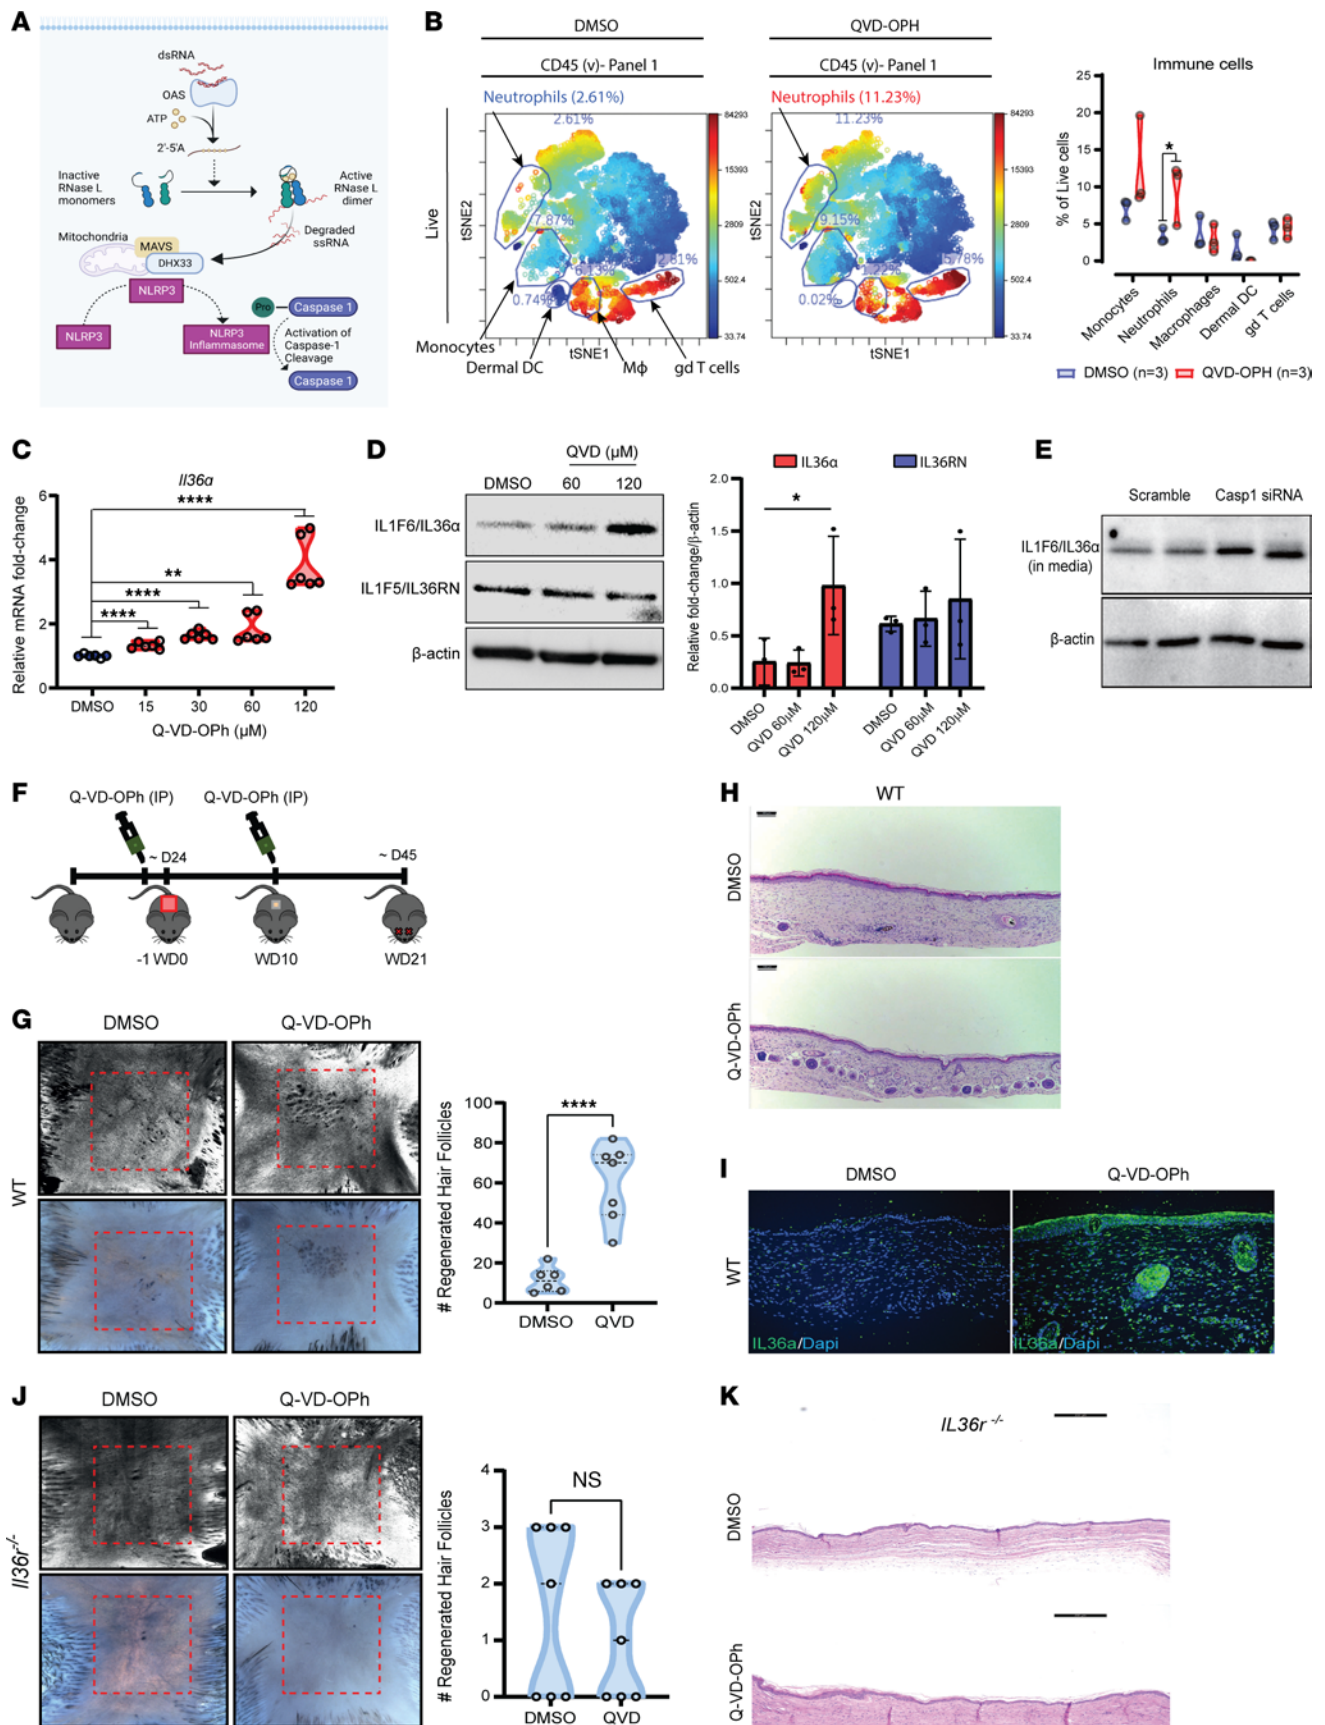 A
dsRNA
OAS
ATP
2'-5'A
Inactive
RNase L
monomers
Active
RNase L
dimer
Degraded
ssRNA
Mitochondria
MAVS
DHX33
NLRP3
NLRP3
NLRP3
Inflammasome
Pro
Caspase 1
Activation of
Caspase-1
Cleavage
Caspase 1
B
DMSO
QVD-OPH
CD45 (v)- Panel 1
CD45 (v)- Panel 1
Neutrophils (2.61%)
Neutrophils (11.23%)
2.61%
7.87%
6.13%
2.81%
0.74%
11.23%
9.15%
1.22%
5.78%
0.02%
84293
15393
2809
502.4
33.74
84293
15393
2809
502.4
33.74
Live
tSNE2
tSNE1
tSNE2
tSNE1
Monocytes
Dermal DC
Mϕ
gd T cells
Immune cells
% of Live cells
25
20
15
10
5
0
*
Monocytes
Neutrophils
Macrophages
Dermal DC
gd T cells
DMSO (n=3)
QVD-OPH (n=3)
C
Il36a
Relative mRNA fold-change
6
4
2
0
****
**
****
****
DMSO
15
30
60
120
Q-VD-OPh (µM)
D
QVD (µM)
DMSO
60
120
IL1F6/IL36α
IL1F5/IL36RN
β-actin
IL36α
IL36RN
Relative fold-change/β-actin
2.0
1.5
1.0
0.5
0.0
*
DMSO
QVD 60µM
QVD 120µM
DMSO
QVD 60µM
QVD 120µM
E
Scramble
Casp1 siRNA
IL1F6/IL36α
(in media)
β-actin
F
Q-VD-OPh (IP)
Q-VD-OPh (IP)
~ D24
~ D45
-1 WD0
WD10
WD21
G
DMSO
Q-VD-OPh
WT
# Regenerated Hair Follicles
100
80
60
40
20
0
****
DMSO
QVD
H
WT
DMSO
Q-VD-OPh
I
DMSO
Q-VD-OPh
WT
IL36a/Dapi
IL36a/Dapi
J
DMSO
Q-VD-OPh
Il36r-/-
# Regenerated Hair Follicles
4
3
2
1
0
NS
DMSO
QVD
K
IL36r -/-
DMSO
Q-VD-OPh